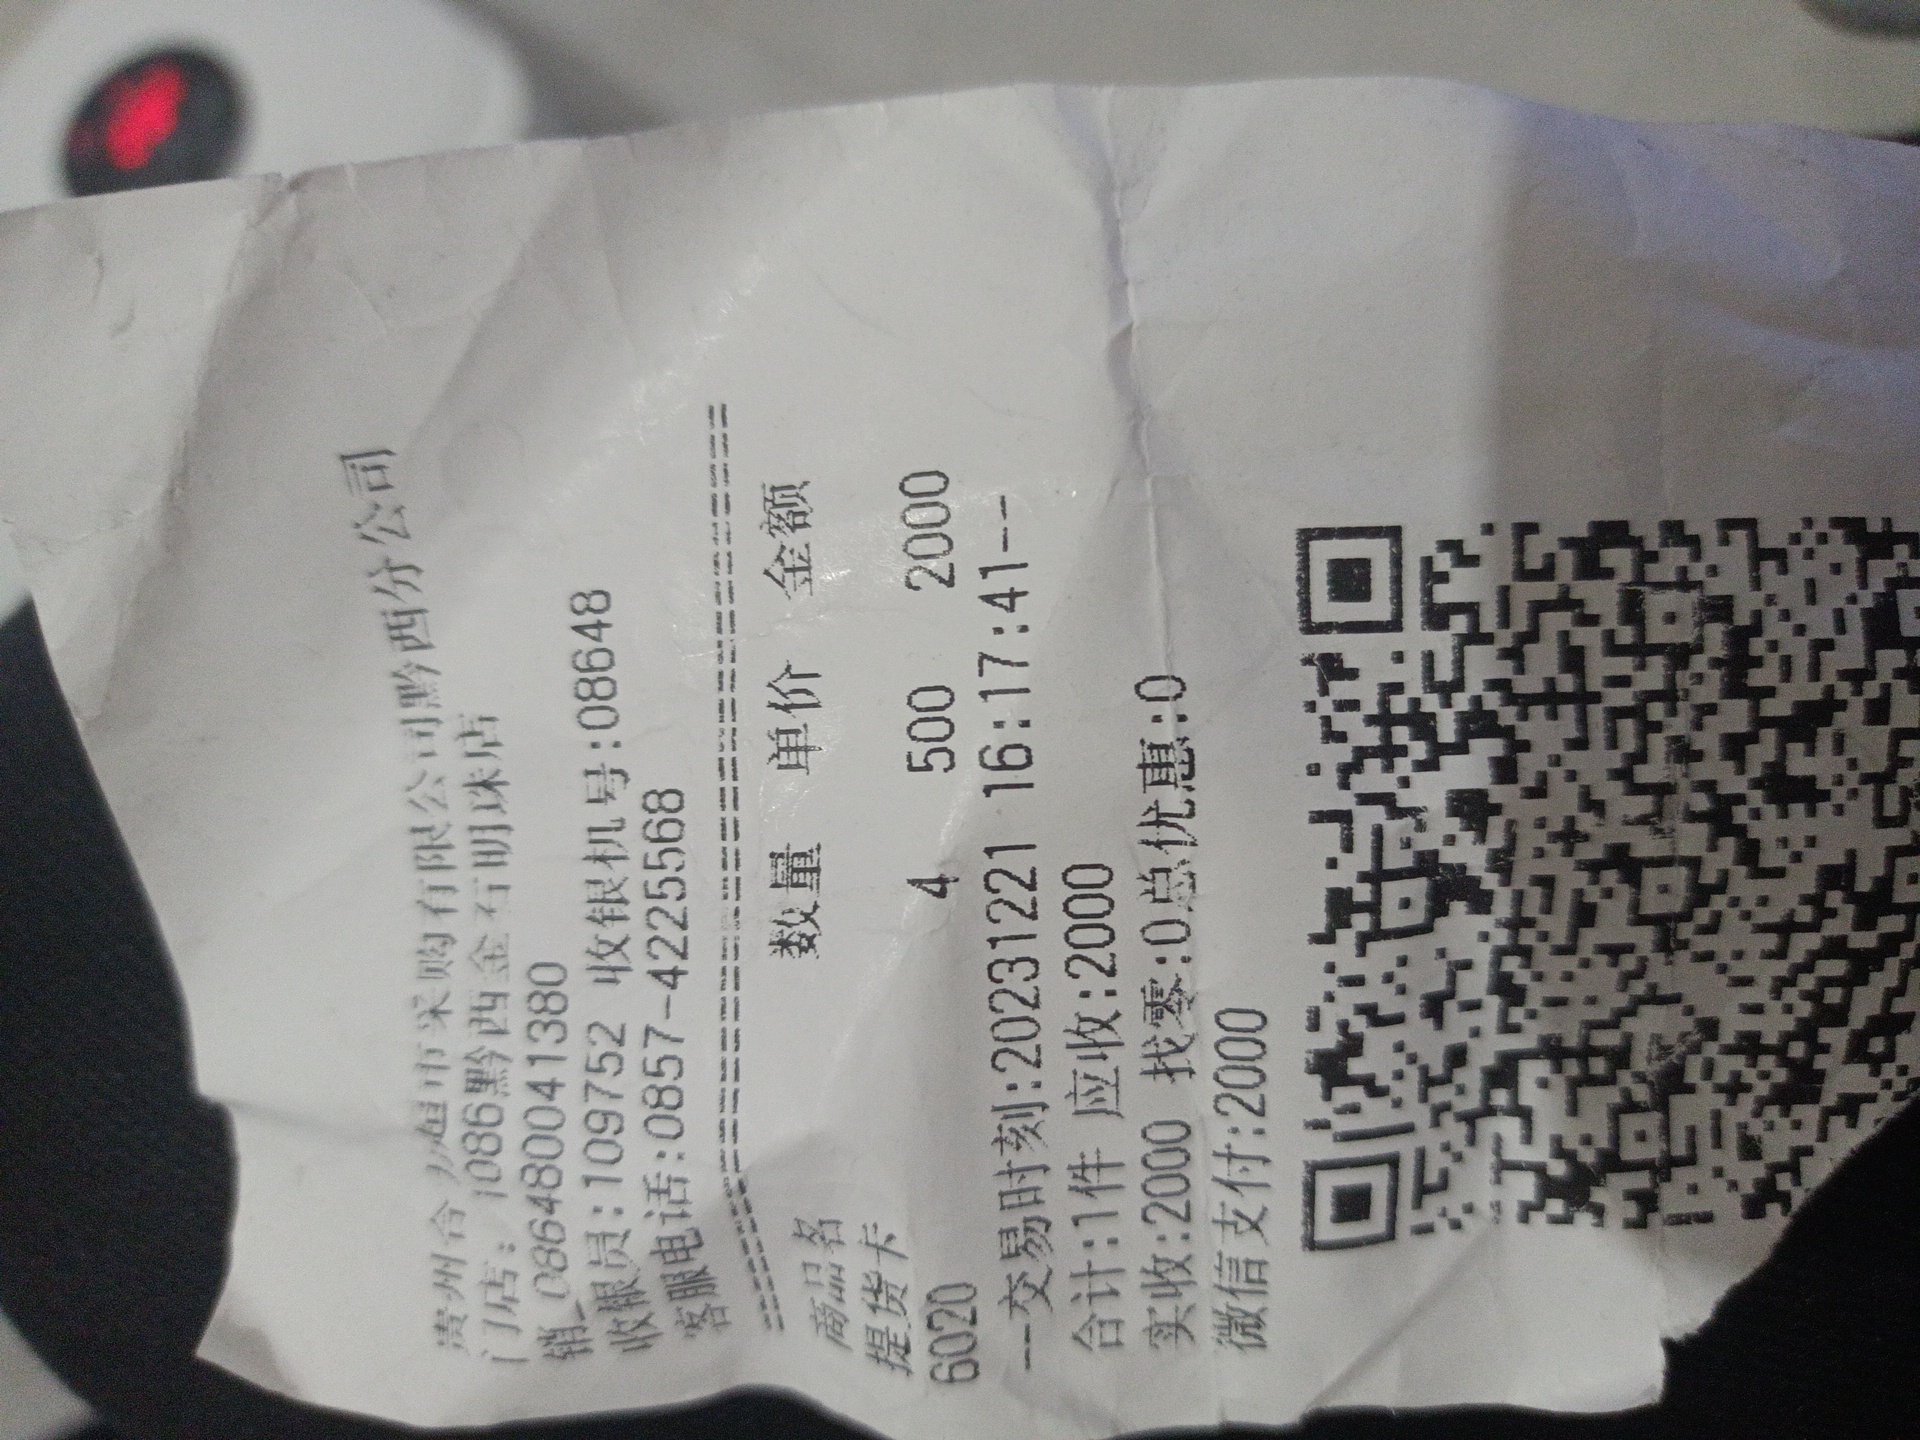 贵州合力超市采购有限公司黔西分公司
门店: 1086黔西金石明珠店
销_0864800413​80
收银员:109752 收银机号:08648
客服电话:0857-4225568
商品名 数量 单价 金额
提货卡
6020 4 500 2000
--交易时刻:20231221 16:17:41--
合计:1件 应收:2000
实收:2000 找零:0总优惠:0
微信支付:2000